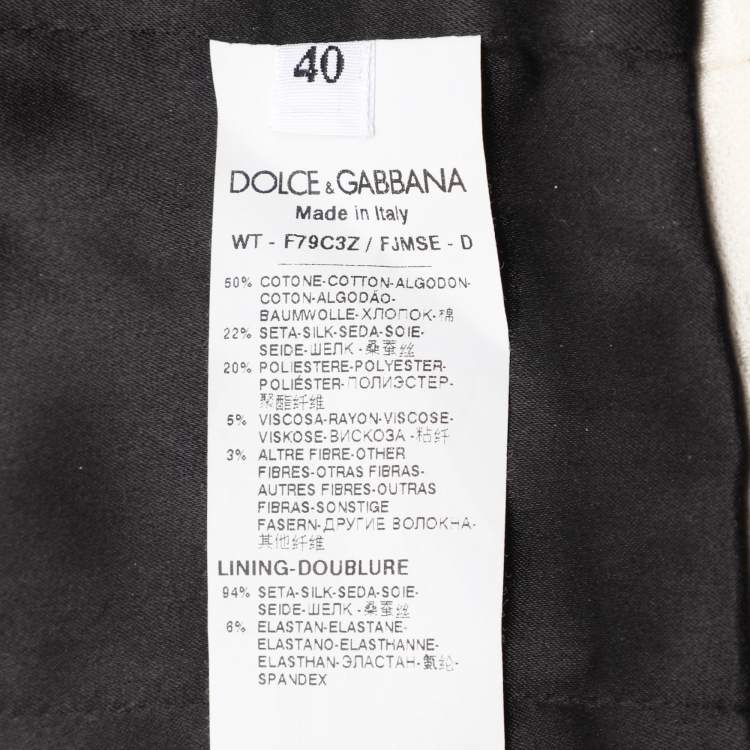 40
DOLCE & GABBANA
Made in Italy
WT - F79C3Z / FJMSE - D
50% COTONE-COTTON-ALGODON-
COTON-ALGODÃO-
BAUMWOLLE-ХЛОПОК-棉
22% SETA-SILK-SEDA-SOIE-
SEIDE-ШЕЛК-桑蚕丝
20% POLIESTERE-POLYESTER-
POLIÉSTER-ПОЛИЭСТЕР-
聚酯纤维
5% VISCOSA-RAYON-VISCOSE-
VISKOSE-ВИСКОЗА -粘纤
3% ALTRE FIBRE-OTHER
FIBRES-OTRAS FIBRAS-
AUTRES FIBRES-OUTRAS
FIBRAS-SONSTIGE
FASERN-ДРУГИЕ ВОЛОКНА-
其他纤维
LINING-DOUBLURE
94% SETA-SILK-SEDA-SOIE-
SEIDE-ШЕЛК-桑蚕丝
6% ELASTAN-ELASTANE-
ELASTANO-ELASTHANNE-
ELASTHAN-ЭЛАСТАН-氨纶-
SPANDEX